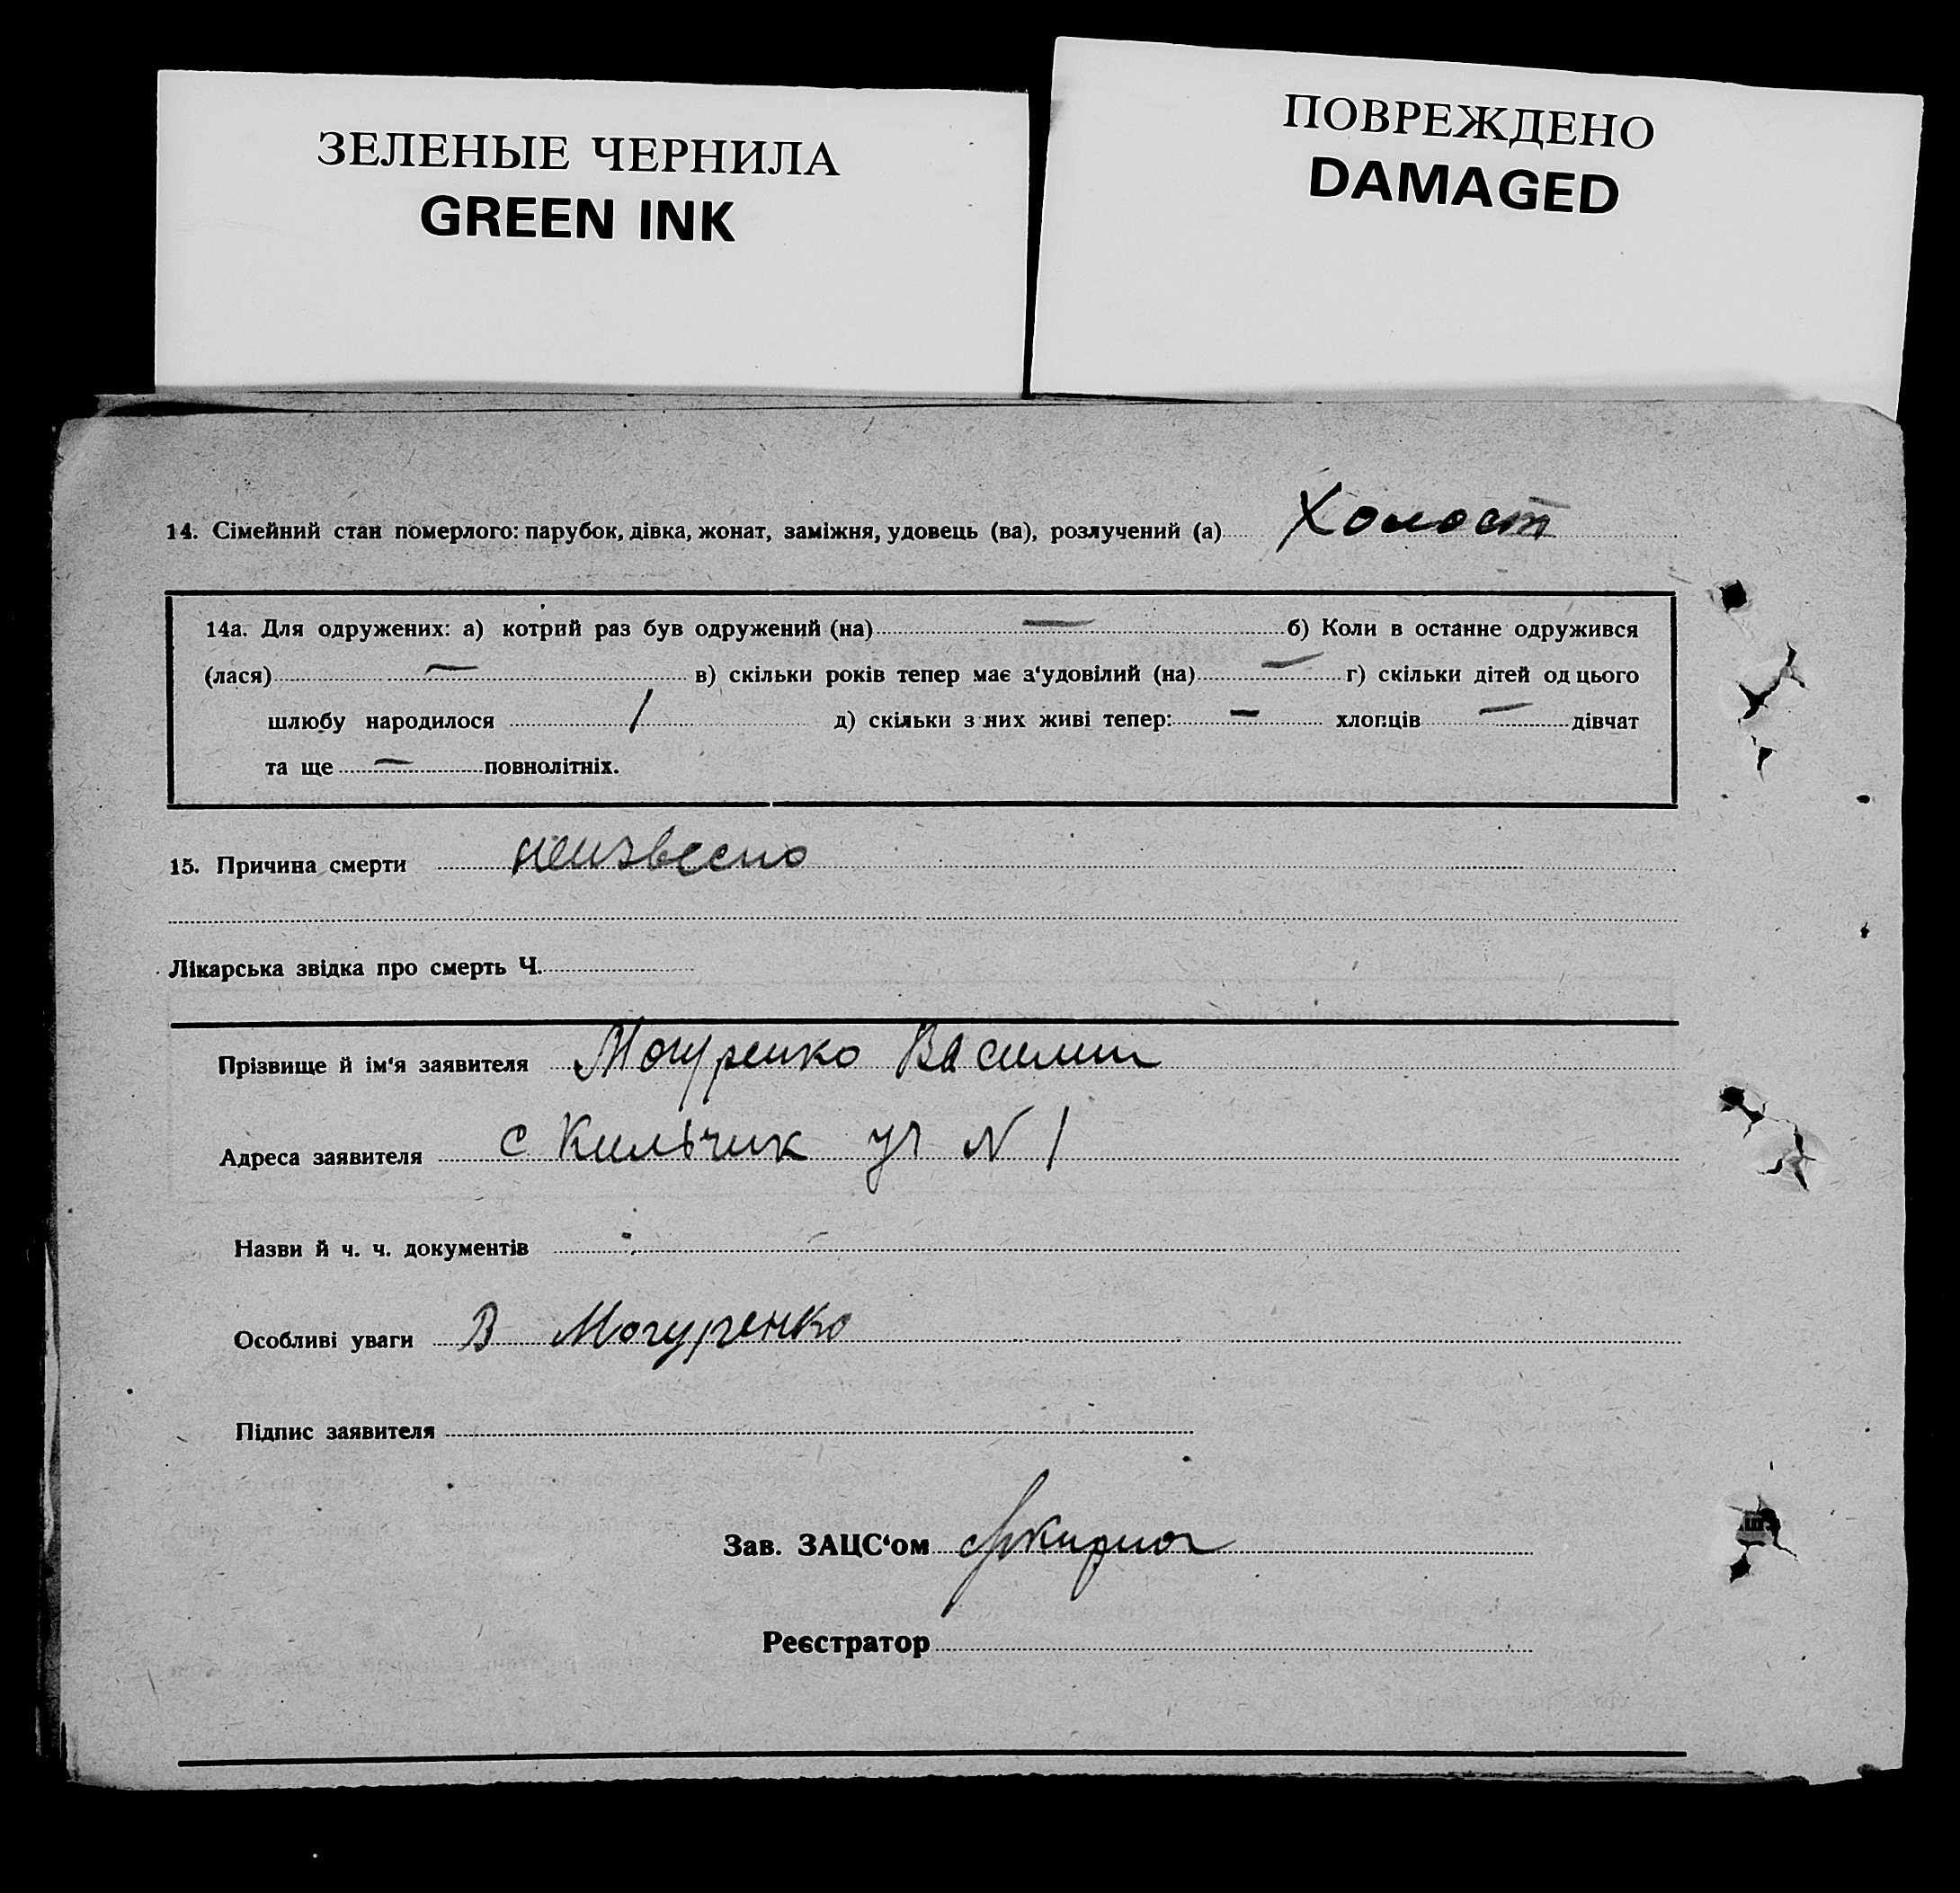 ЗЕЛЕНЫЕ ЧЕРНИЛА
GREEN INK
ПОВРЕЖДЕНО
DAMAGED
14. Сімейний стан померлого: парубок, дівка, жонат, заміжня, удовець (ва), розлучений (а) Холост
14а. Для одружених: а) котрий раз був одружений (на) — б) Коли в останне одружився
(лася) — в) скільки років тепер має з‘удовілий (на) — г) скільки дітей од цього
шлюбу народилося / д) скільки з них живі тепер: — хлопців — дівчат
та ще — повнолітніх.
15. Причина смерти неизвесно
Лікарська звідка про смерть Ч.
Прізвище й ім‘я заявителя Могуренко Василий
Адреса заявителя с Кильчик уч N 1
Назви й ч. ч. документів
Особливі уваги В Могуренко
Підпис заявителя
Зав. ЗАЦС‘ом
Реєстратор